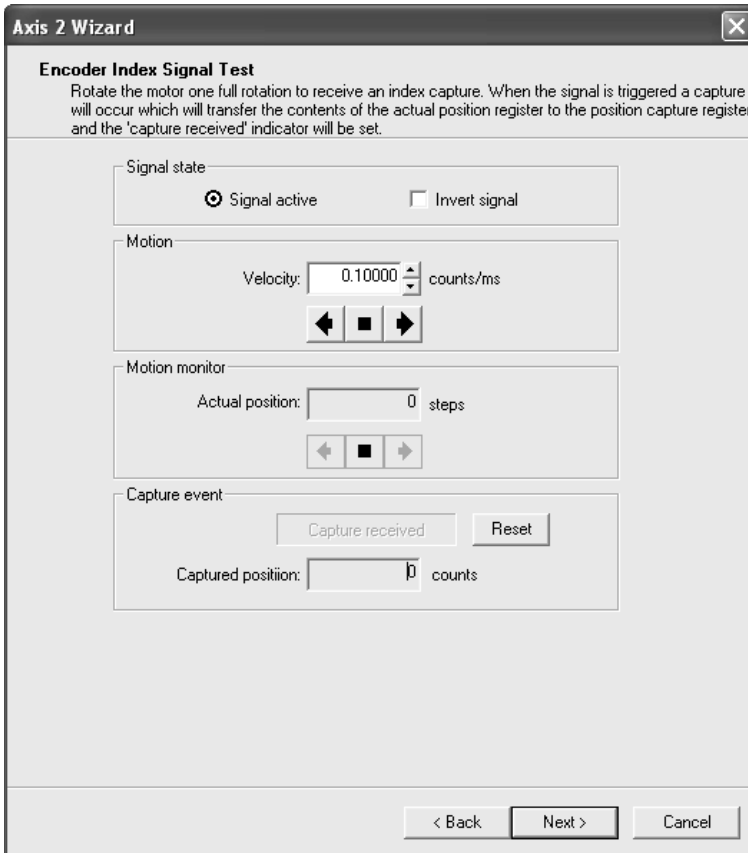 Axis 2 Wizard
Encoder Index Signal Test
Rotate the motor one full rotation to receive an index capture. When the signal is triggered a capture
will occur which will transfer the contents of the actual position register to the position capture register
and the 'capture received' indicator will be set.
Signal state
Signal active Invert signal
Motion
Velocity: 0.10000 counts/ms
Motion monitor
Actual position: 0 steps
Capture event
Capture received Reset
Captured positiion: 0 counts
< Back Next > Cancel